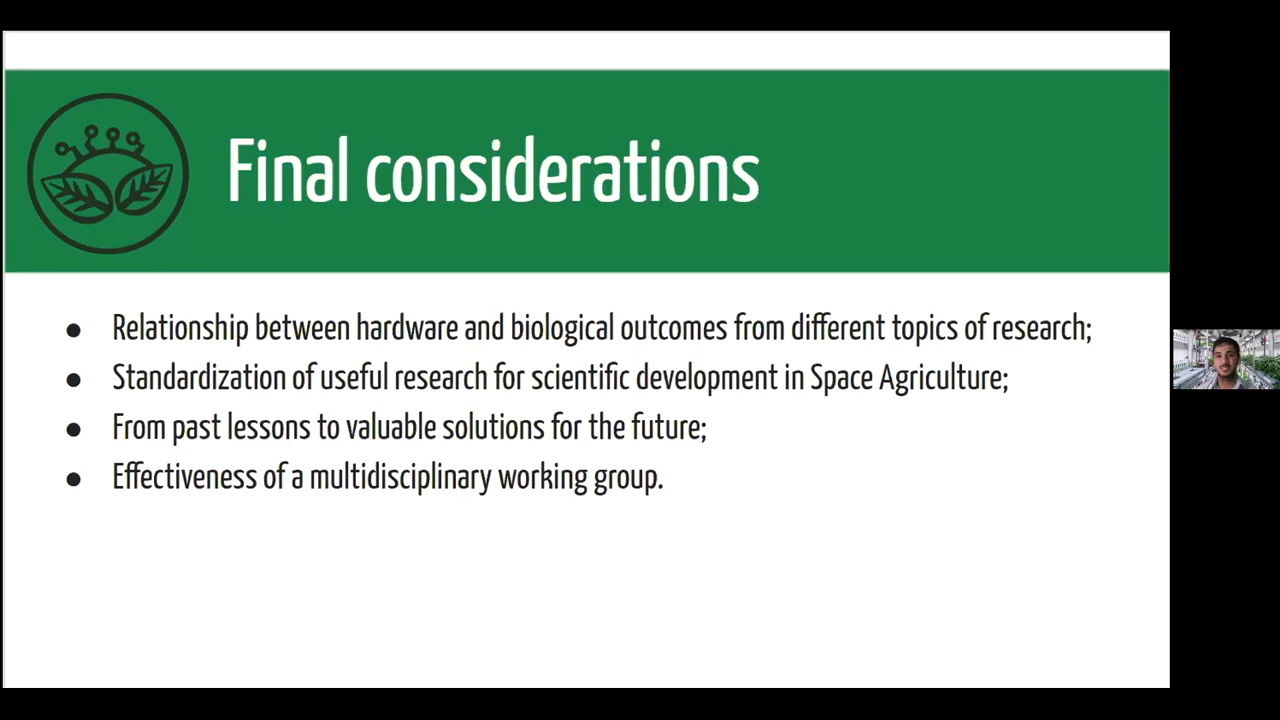 Final considerations
● Relationship between hardware and biological outcomes from different topics of research;
● Standardization of useful research for scientific development in Space Agriculture;
● From past lessons to valuable solutions for the future;
● Effectiveness of a multidisciplinary working group.